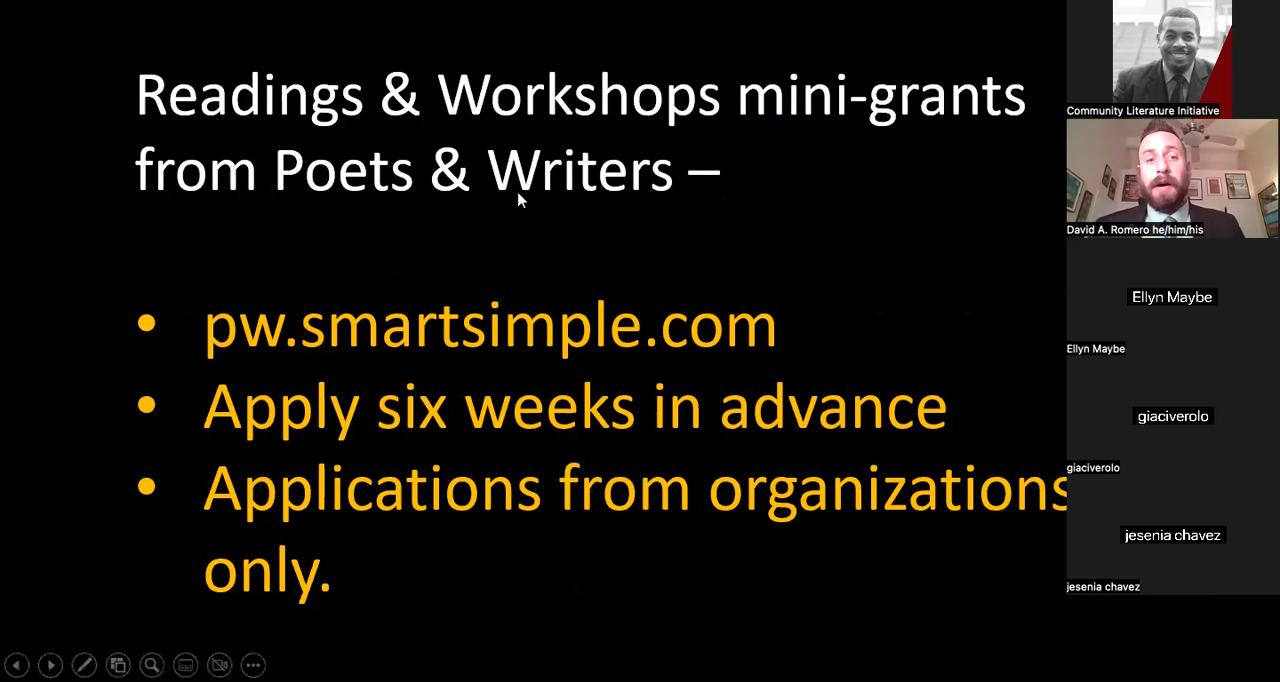 Readings & Workshops mini-grants
from Poets & Writers –
• pw.smartsimple.com
• Apply six weeks in advance
• Applications from organizations
only.
Community Literature Initiative
David A. Romero he/him/his
Ellyn Maybe
Ellyn Maybe
giaciverolo
giaciverolo
jesenia chavez
jesenia chavez